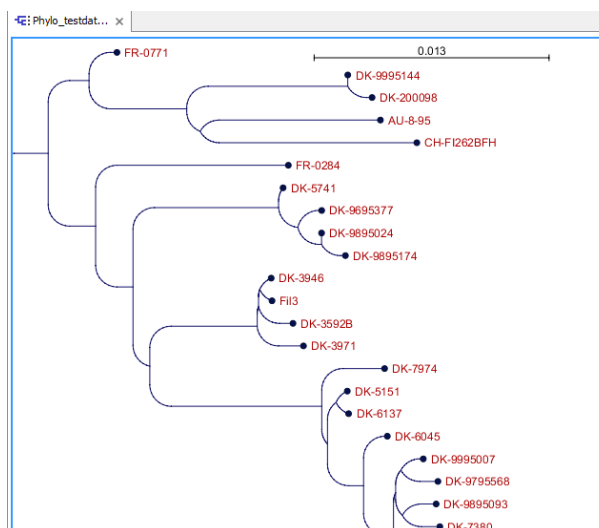 Phylo_testdat...
FR-0771
0.013
DK-9995144
DK-200098
AU-8-95
CH-FI262BFH
FR-0284
DK-5741
DK-9695377
DK-9895024
DK-9895174
DK-3946
Fil3
DK-3592B
DK-3971
DK-7974
DK-5151
DK-6137
DK-6045
DK-9995007
DK-9795568
DK-9895093
DK-7380